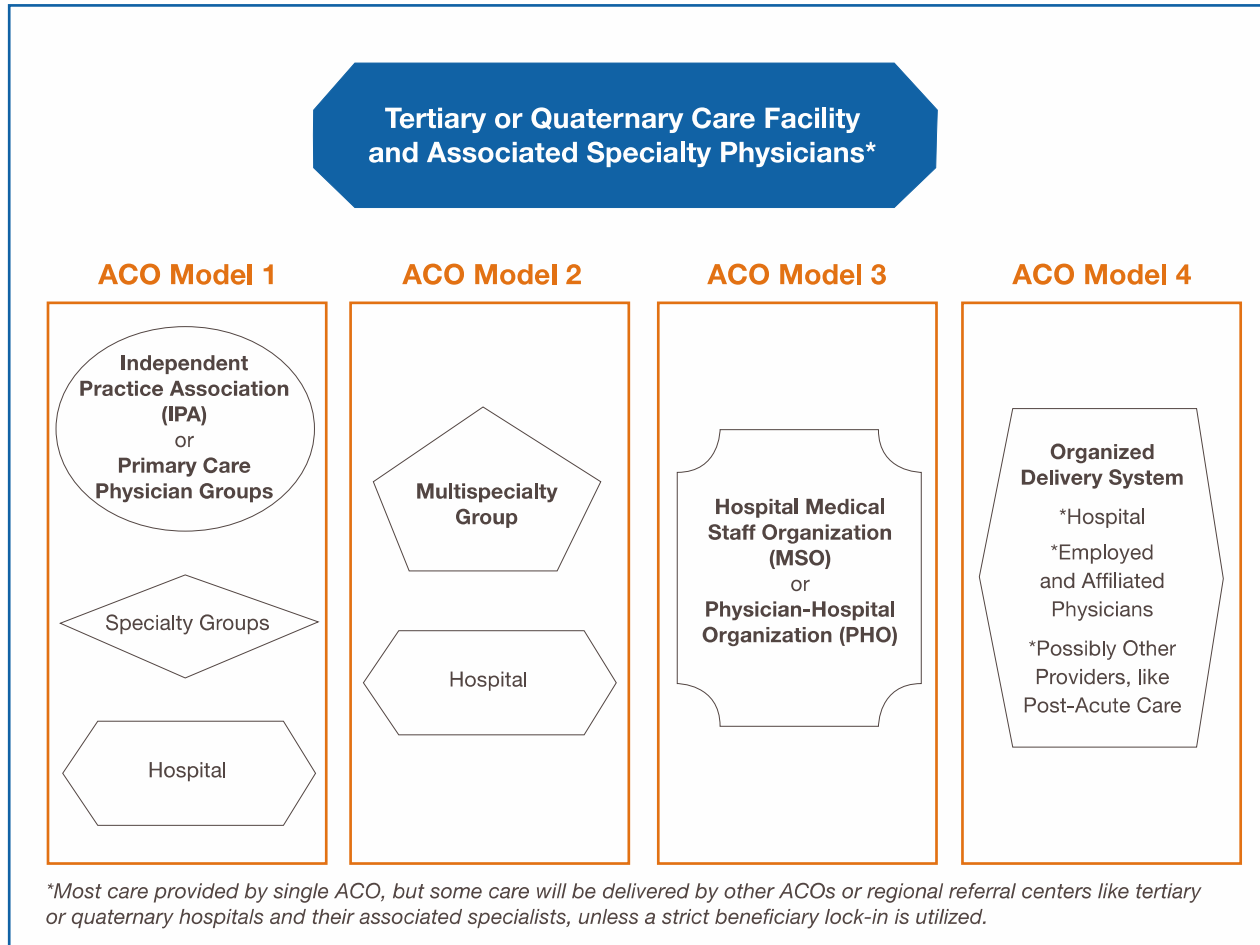 Tertiary or Quaternary Care Facility
and Associated Specialty Physicians*
ACO Model 1
Independent
Practice Association
(IPA)
or
Primary Care
Physician Groups
Specialty Groups
Hospital
ACO Model 2
Multispecialty
Group
Hospital
ACO Model 3
Hospital Medical
Staff Organization
(MSO)
or
Physician-Hospital
Organization (PHO)
ACO Model 4
Organized
Delivery System
*Hospital
*Employed
and Affiliated
Physicians
*Possibly Other
Providers, like
Post-Acute Care
*Most care provided by single ACO, but some care will be delivered by other ACOs or regional referral centers like tertiary
or quaternary hospitals and their associated specialists, unless a strict beneficiary lock-in is utilized.